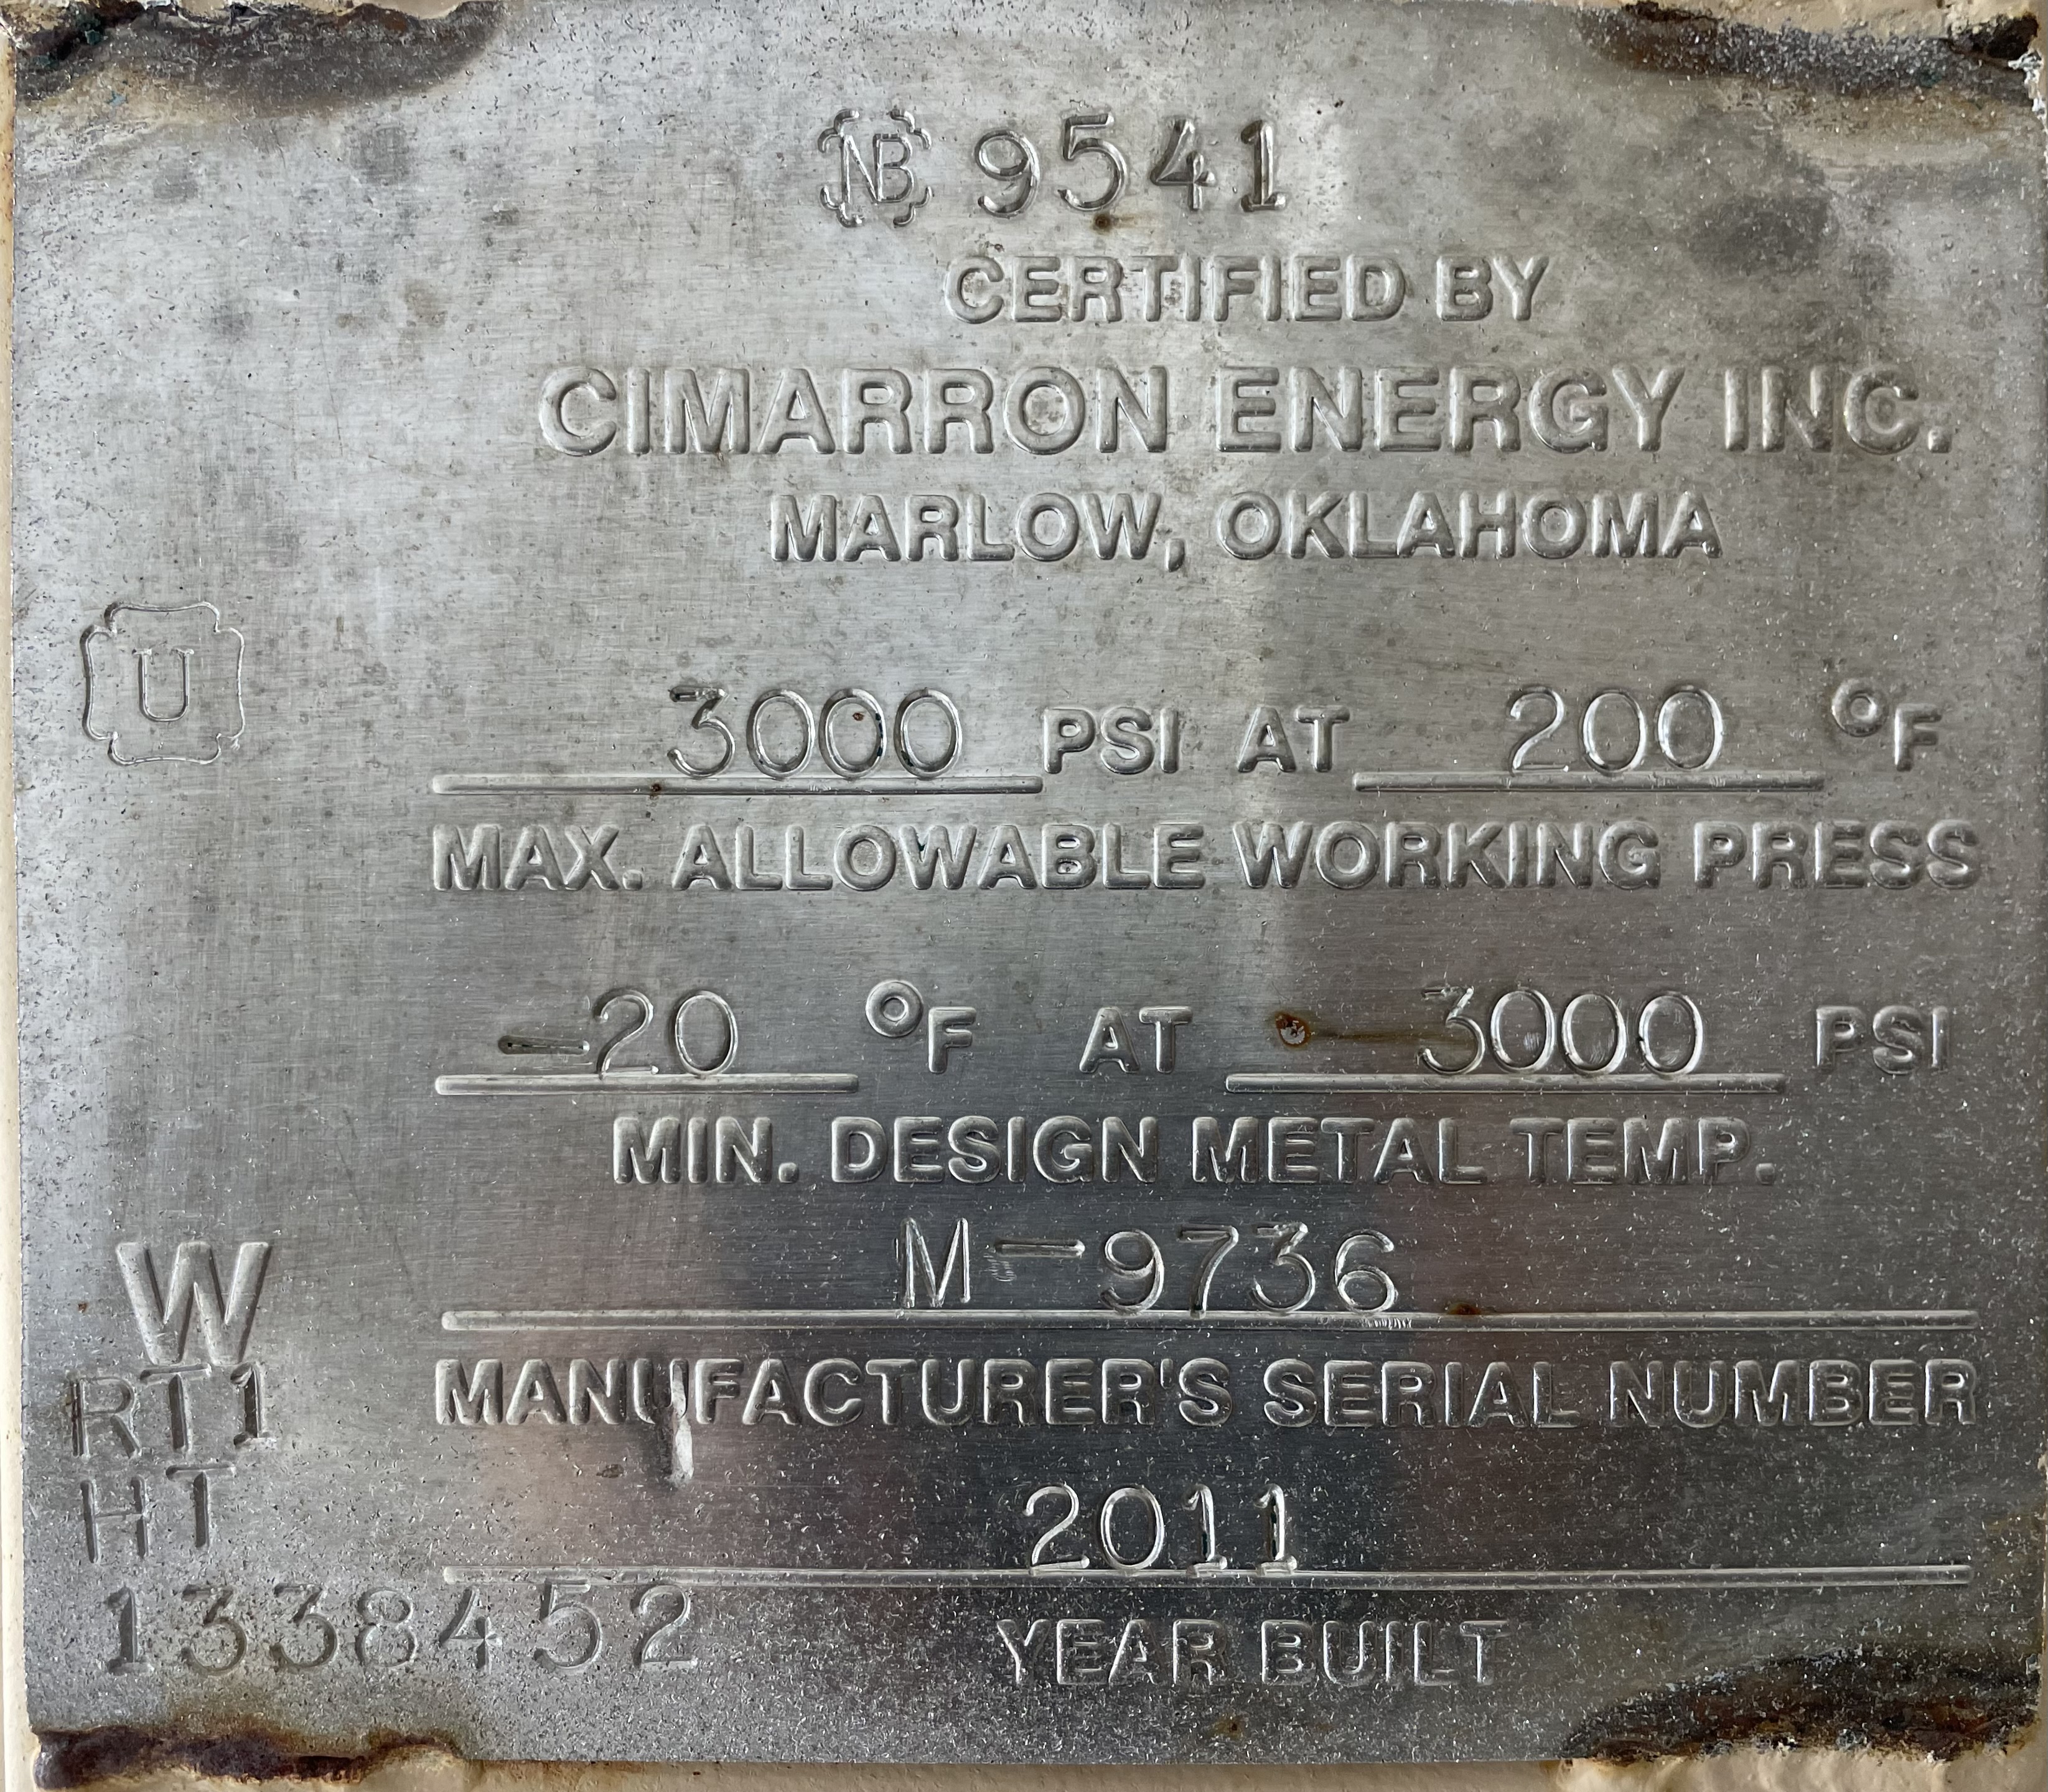 NB 9541
CERTIFIED BY
CIMARRON ENERGY INC.
MARLOW, OKLAHOMA
U
3000 PSI AT 200 °F
MAX. ALLOWABLE WORKING PRESS
-20 °F AT 3000 PSI
MIN. DESIGN METAL TEMP.
M-9736
W
MANUFACTURER'S SERIAL NUMBER
RT1
HT
2011
1338452
YEAR BUILT